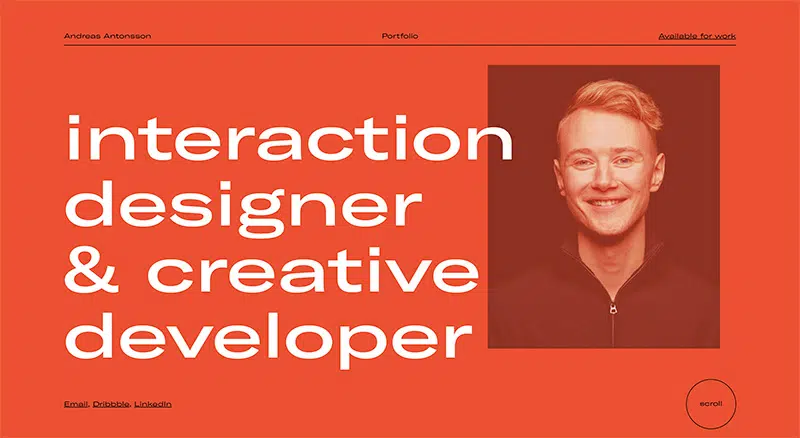 Andreas Antonsson
Portfolio
Available for work
interaction
designer
& creative
developer
Email, Dribbble, LinkedIn
scroll